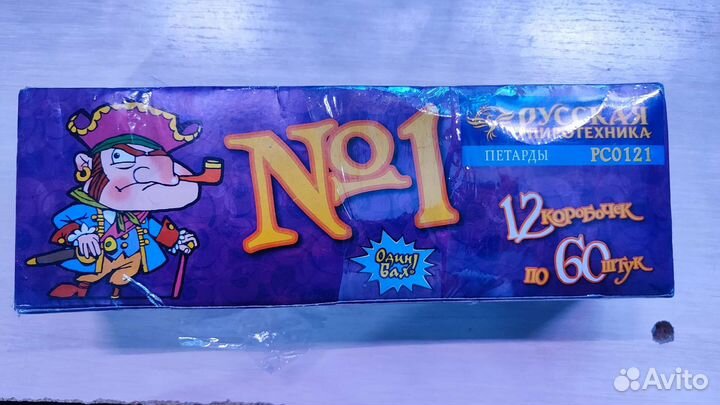 №1
РУССКАЯ
ПИРОТЕХНИКА
ПЕТАРДЫ РС0121
12 коробочек
по 60 штук
Один!
Бах
Avito